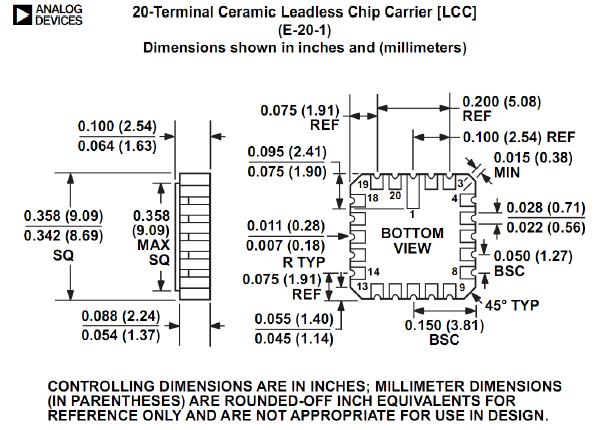 ANALOG
DEVICES
20-Terminal Ceramic Leadless Chip Carrier [LCC]
(E-20-1)
Dimensions shown in inches and (millimeters)
0.200 (5.08)
REF
0.075 (1.91)
REF
0.100 (2.54) REF
0.100 (2.54)
0.064 (1.63)
0.095 (2.41)
0.075 (1.90)
0.015 (0.38)
MIN
19
20
3
18
4
1
0.358 (9.09)
0.342 (8.69)
SQ
0.358
(9.09)
MAX
SQ
0.011 (0.28)
0.007 (0.18)
R TYP
BOTTOM
VIEW
0.028 (0.71)
0.022 (0.56)
0.050 (1.27)
BSC
0.075 (1.91)
REF
14
8
13
9
45° TYP
0.088 (2.24)
0.054 (1.37)
0.055 (1.40)
0.045 (1.14)
0.150 (3.81)
BSC
CONTROLLING DIMENSIONS ARE IN INCHES; MILLIMETER DIMENSIONS
(IN PARENTHESES) ARE ROUNDED-OFF INCH EQUIVALENTS FOR
REFERENCE ONLY AND ARE NOT APPROPRIATE FOR USE IN DESIGN.